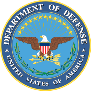 DEPARTMENT OF DEFENSE
UNITED STATES OF AMERICA